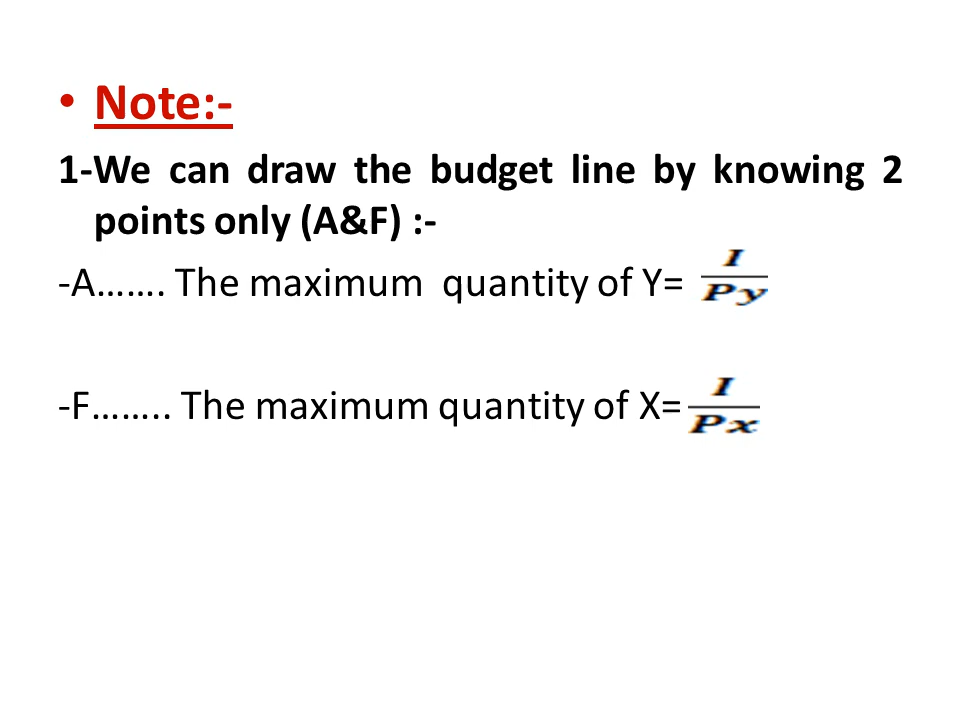 • Note:-
1-We can draw the budget line by knowing 2
points only (A&F) :-
-A……. The maximum quantity of Y= I/Py
-F…….. The maximum quantity of X= I/Px